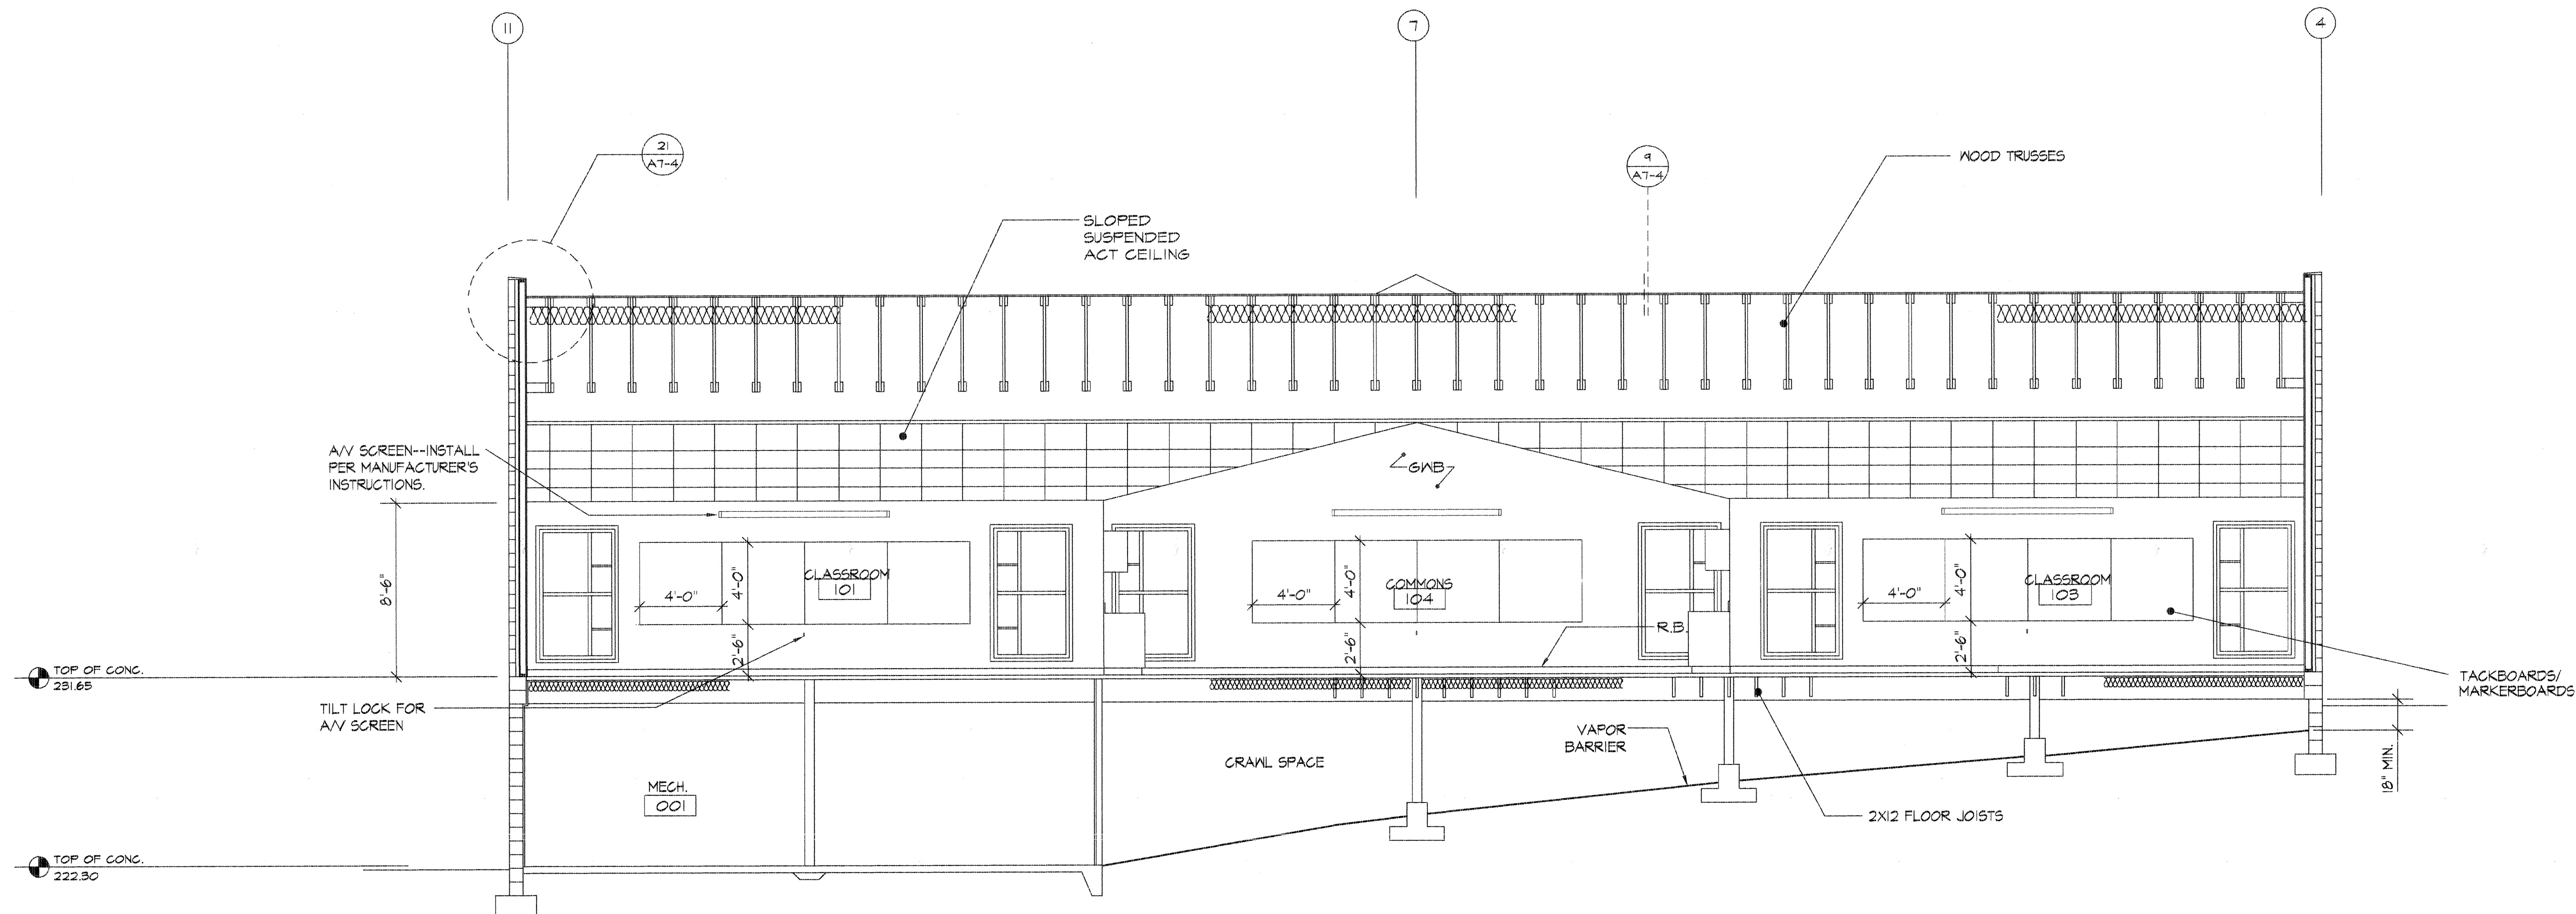 11
7
4
21
A7-4
9
A7-4
WOOD TRUSSES
SLOPED
SUSPENDED
ACT CEILING
A/V SCREEN--INSTALL
PER MANUFACTURER'S
INSTRUCTIONS.
GWB
8'-6"
4'-0"
4'-0"
CLASSROOM
101
2'-6"
4'-0"
4'-0"
COMMONS
104
2'-6"
R.B.
4'-0"
4'-0"
CLASSROOM
103
2'-6"
TOP OF CONC.
231.65
TACKBOARDS/
MARKERBOARDS
TILT LOCK FOR
A/V SCREEN
VAPOR
BARRIER
CRAWL SPACE
18" MIN.
MECH.
001
2X12 FLOOR JOISTS
TOP OF CONC.
222.30